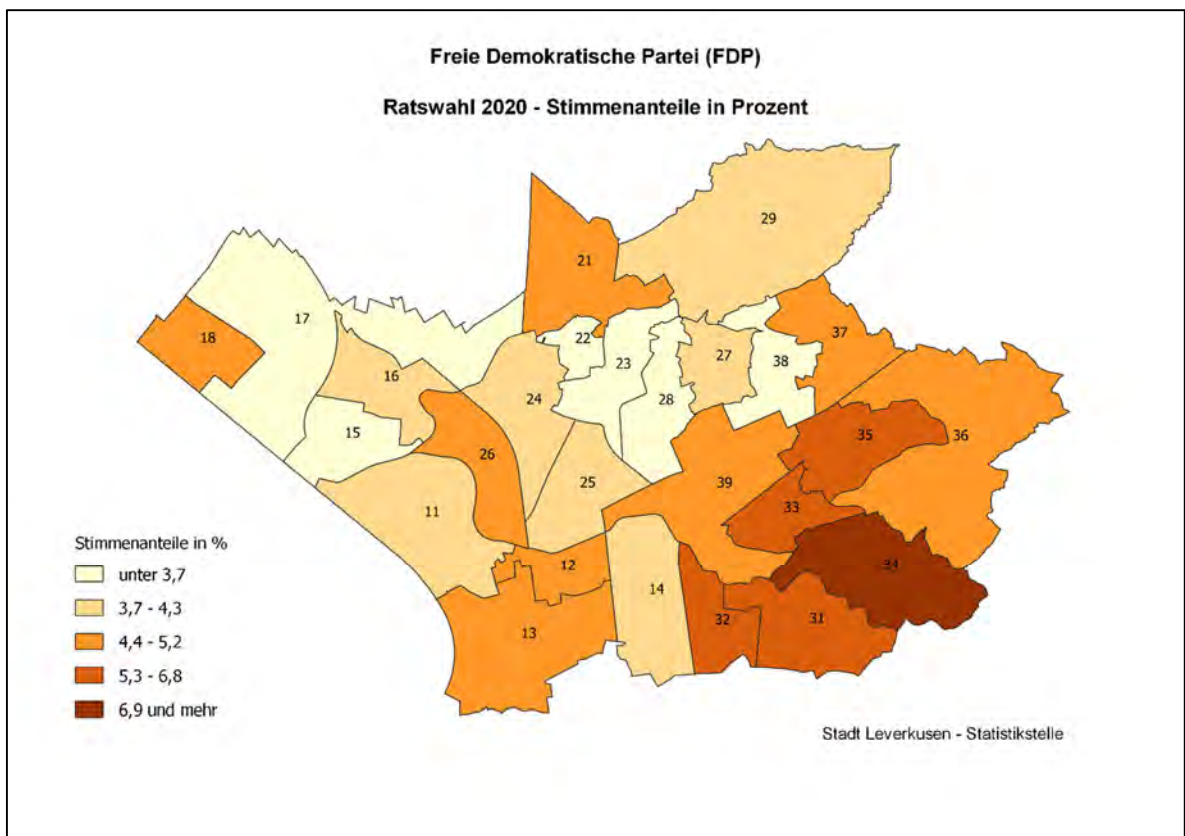 Freie Demokratische Partei (FDP)
Ratswahl 2020 - Stimmenanteile in Prozent
29
21
17
18
22
23
27
37
38
16
24
28
15
35
36
26
25
39
11
33
12
34
14
32
31
13
Stimmenanteile in %
unter 3,7
3,7 - 4,3
4,4 - 5,2
5,3 - 6,8
6,9 und mehr
Stadt Leverkusen - Statistikstelle